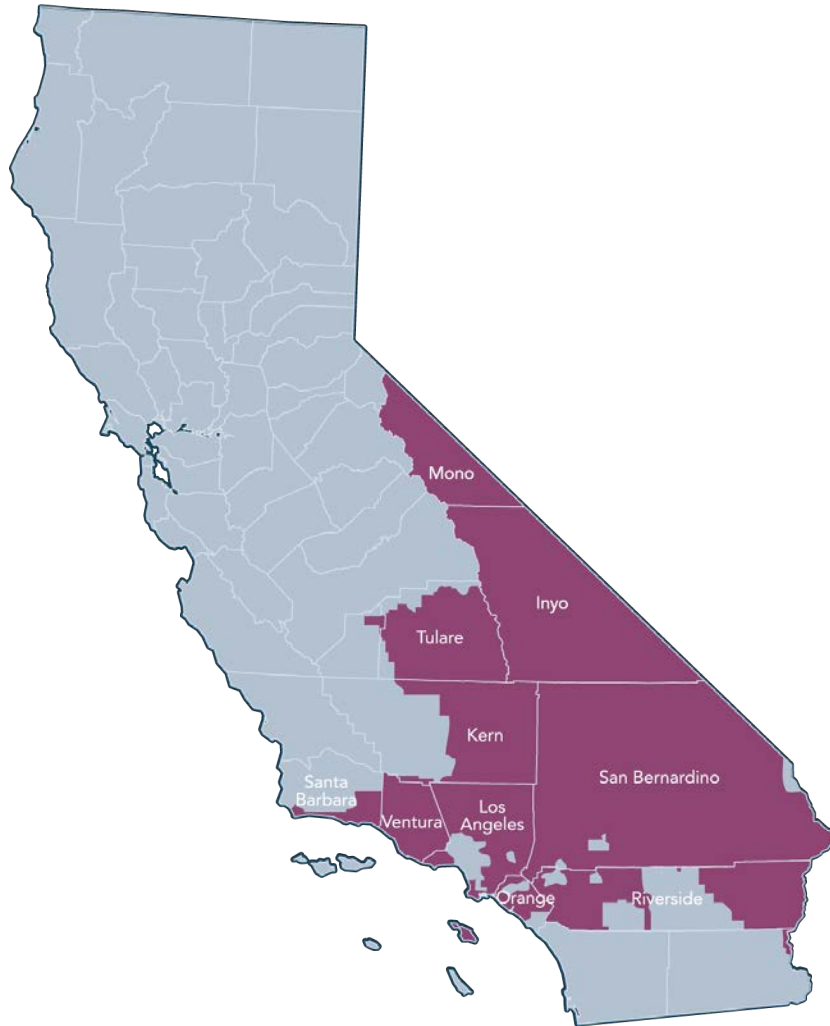 Mono
Inyo
Tulare
Kern
San Bernardino
Santa
Barbara
Ventura
Los
Angeles
Orange
Riverside